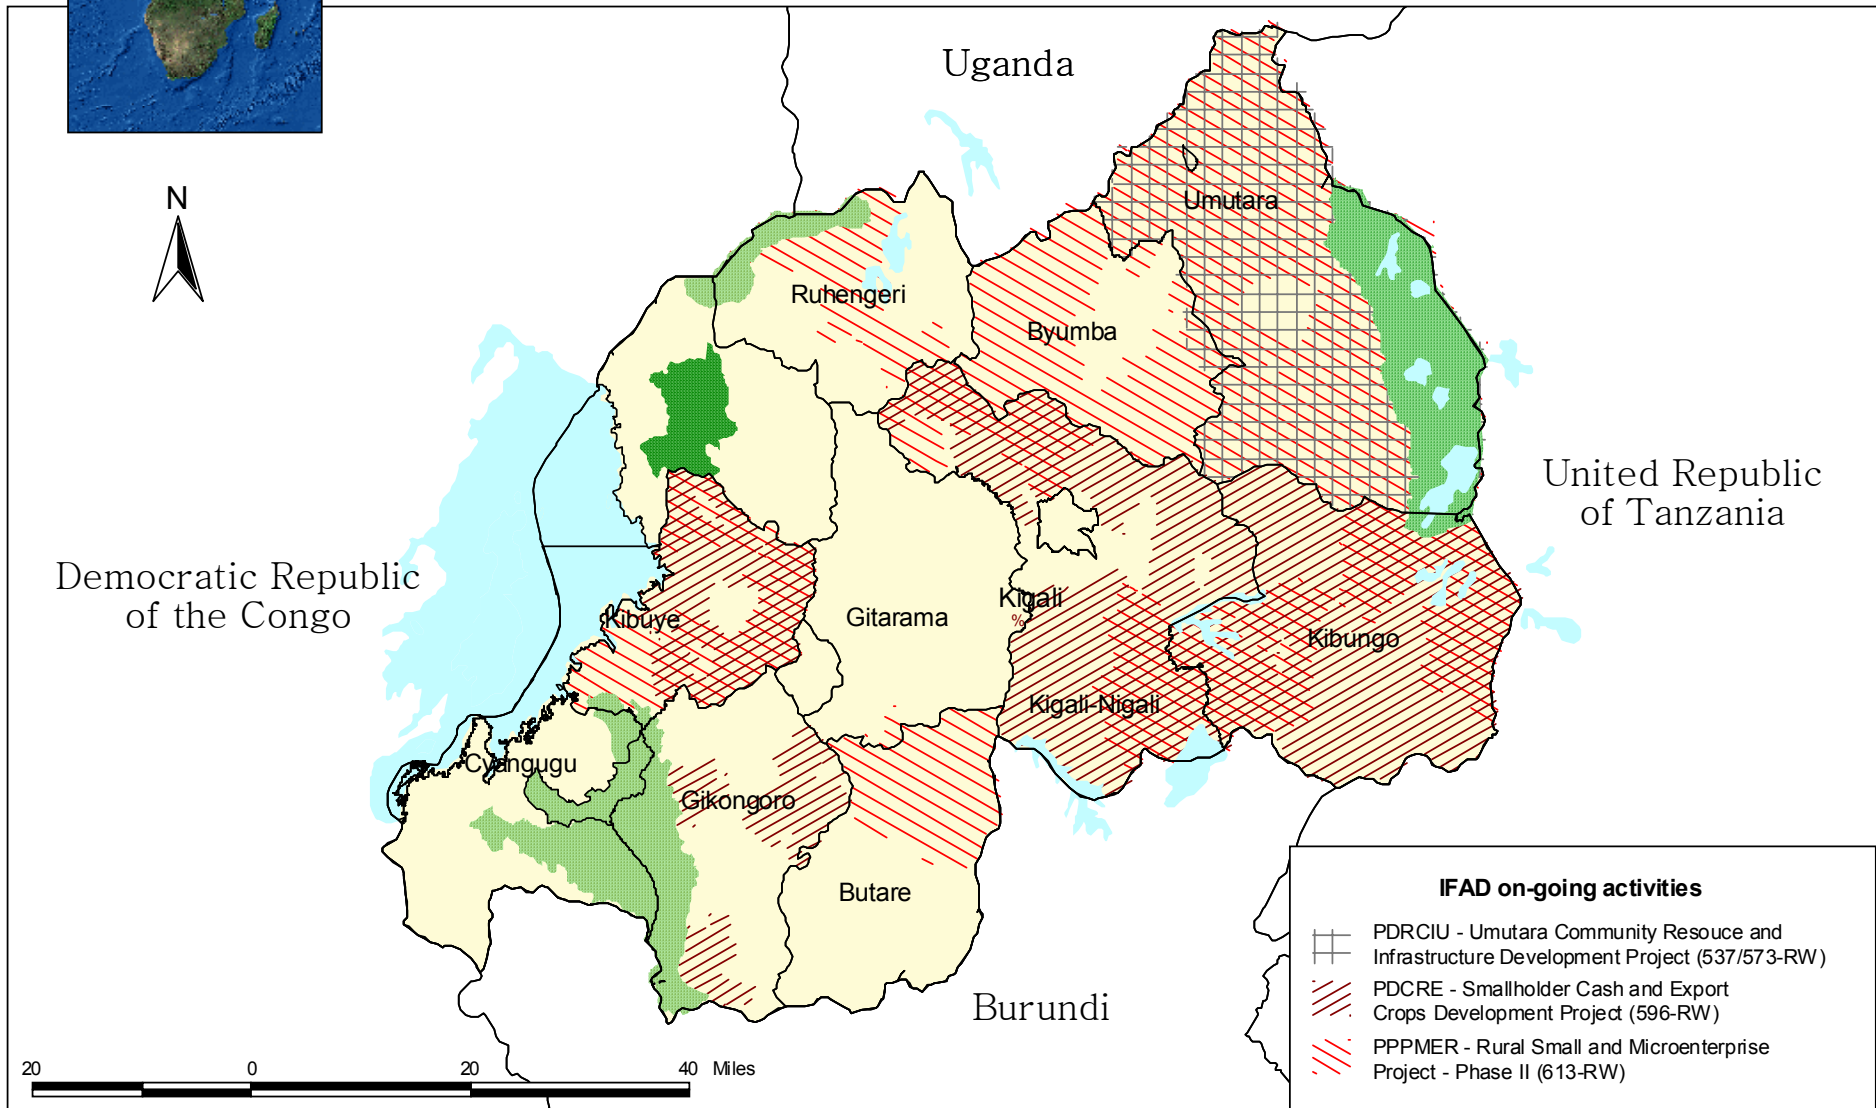 Uganda
N
Umutara
Ruhengeri
Byumba
United Republic
of Tanzania
Democratic Republic
of the Congo
Kibuye
Gitarama
Kigali
%
Kibungo
Kigali-Nigali
Cyangugu
Gikongoro
Butare
Burundi
IFAD on-going activities
PDRCIU - Umutara Community Resouce and
Infrastructure Development Project (537/573-RW)
PDCRE - Smallholder Cash and Export
Crops Development Project (596-RW)
PPPMER - Rural Small and Microenterprise
Project - Phase II (613-RW)
20 0 20 40 Miles